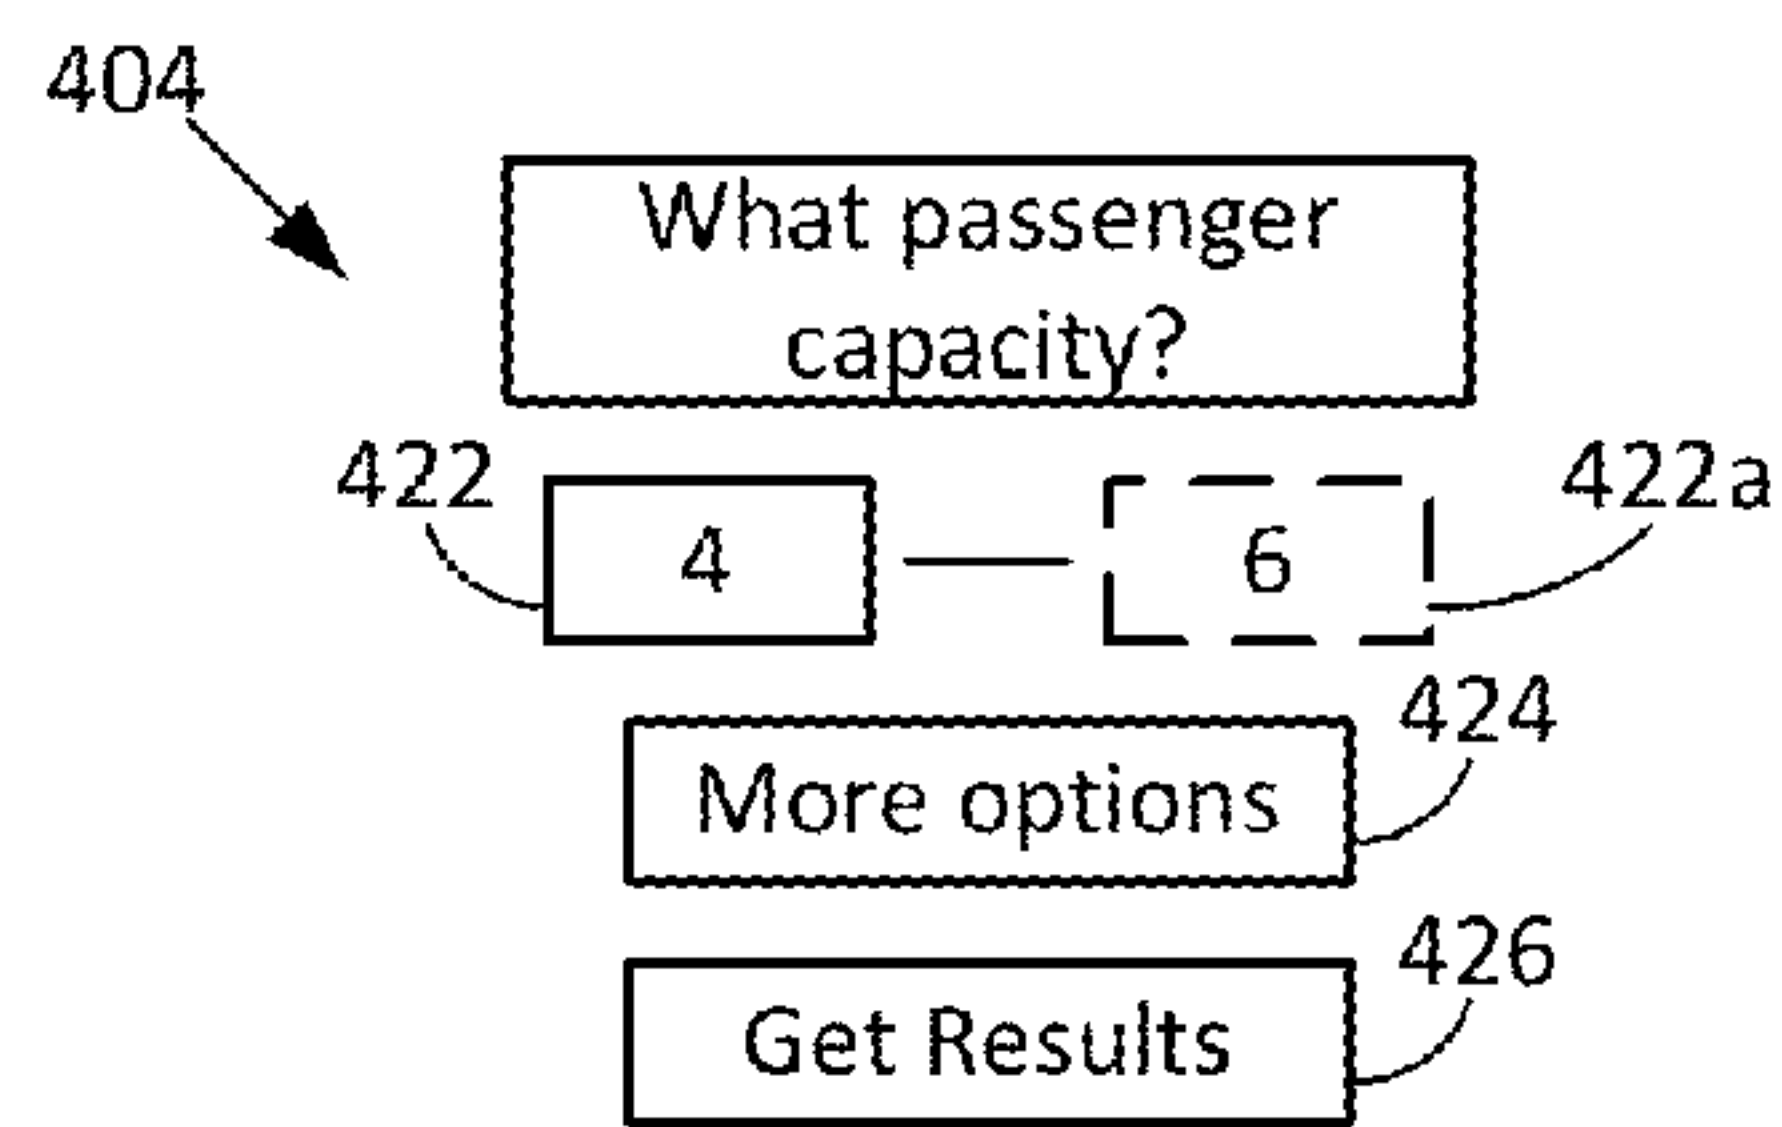 404
What passenger
capacity?
422 4 — 6 422a
More options 424
Get Results 426